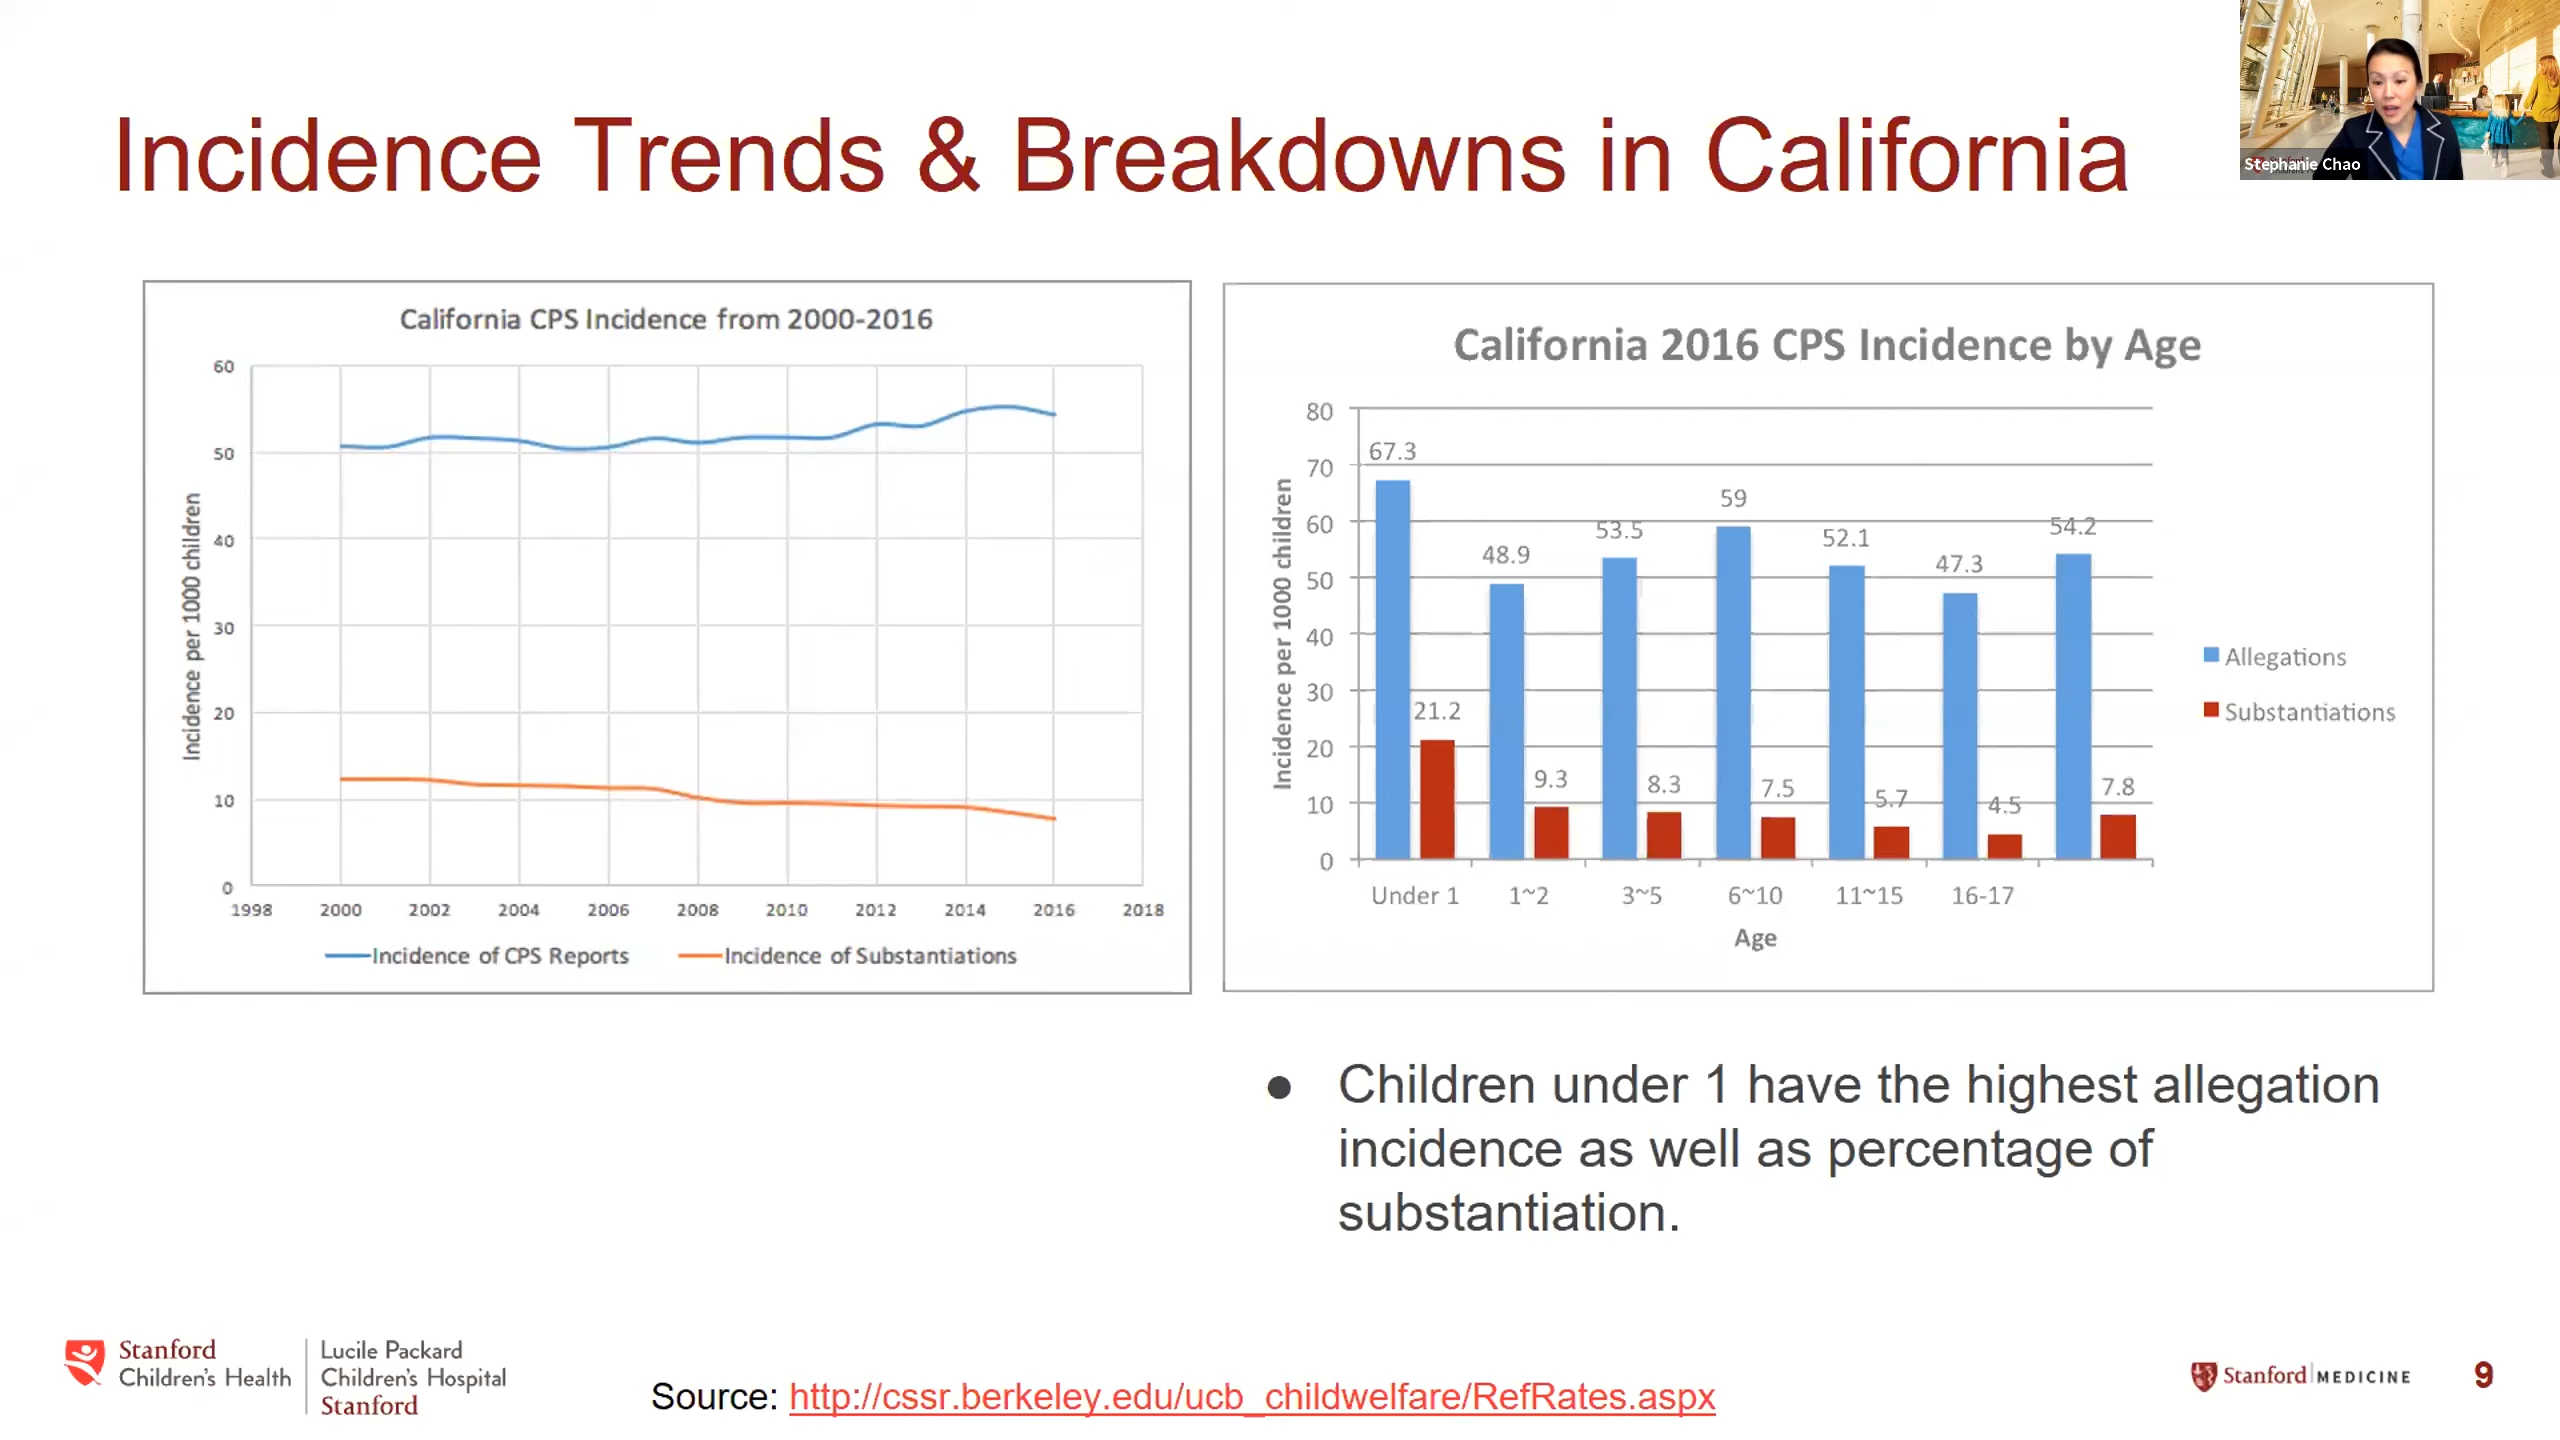 Incidence Trends & Breakdowns in California
Stephanie Chao
California CPS Incidence from 2000-2016
60
50
40
30
20
10
0
Incidence per 1000 children
1998 2000 2002 2004 2006 2008 2010 2012 2014 2016 2018
Incidence of CPS Reports Incidence of Substantiations
California 2016 CPS Incidence by Age
80
70
60
50
40
30
20
10
0
Incidence per 1000 children
67.3
21.2
48.9
9.3
53.5
8.3
59
7.5
52.1
5.7
47.3
4.5
54.2
7.8
Under 1 1~2 3~5 6~10 11~15 16-17
Age
Allegations
Substantiations
● Children under 1 have the highest allegation
incidence as well as percentage of
substantiation.
Stanford
Children's Health
Lucile Packard
Children's Hospital
Stanford
Source: http://cssr.berkeley.edu/ucb_childwelfare/RefRates.aspx
Stanford MEDICINE
9